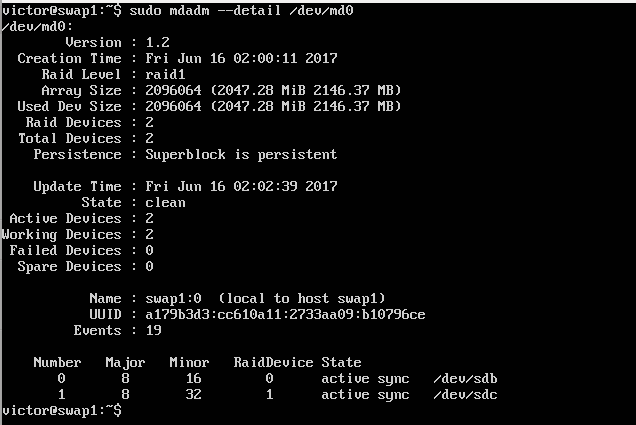 victor@swap1:~$ sudo mdadm --detail /dev/md0
/dev/md0:
        Version : 1.2
  Creation Time : Fri Jun 16 02:00:11 2017
     Raid Level : raid1
     Array Size : 2096064 (2047.28 MiB 2146.37 MB)
  Used Dev Size : 2096064 (2047.28 MiB 2146.37 MB)
   Raid Devices : 2
  Total Devices : 2
    Persistence : Superblock is persistent
    Update Time : Fri Jun 16 02:02:39 2017
          State : clean
 Active Devices : 2
Working Devices : 2
 Failed Devices : 0
  Spare Devices : 0
           Name : swap1:0  (local to host swap1)
           UUID : a179b3d3:cc610a11:2733aa09:b10796ce
         Events : 19
    Number   Major   Minor   RaidDevice State
       0       8       16        0      active sync   /dev/sdb
       1       8       32        1      active sync   /dev/sdc
victor@swap1:~$